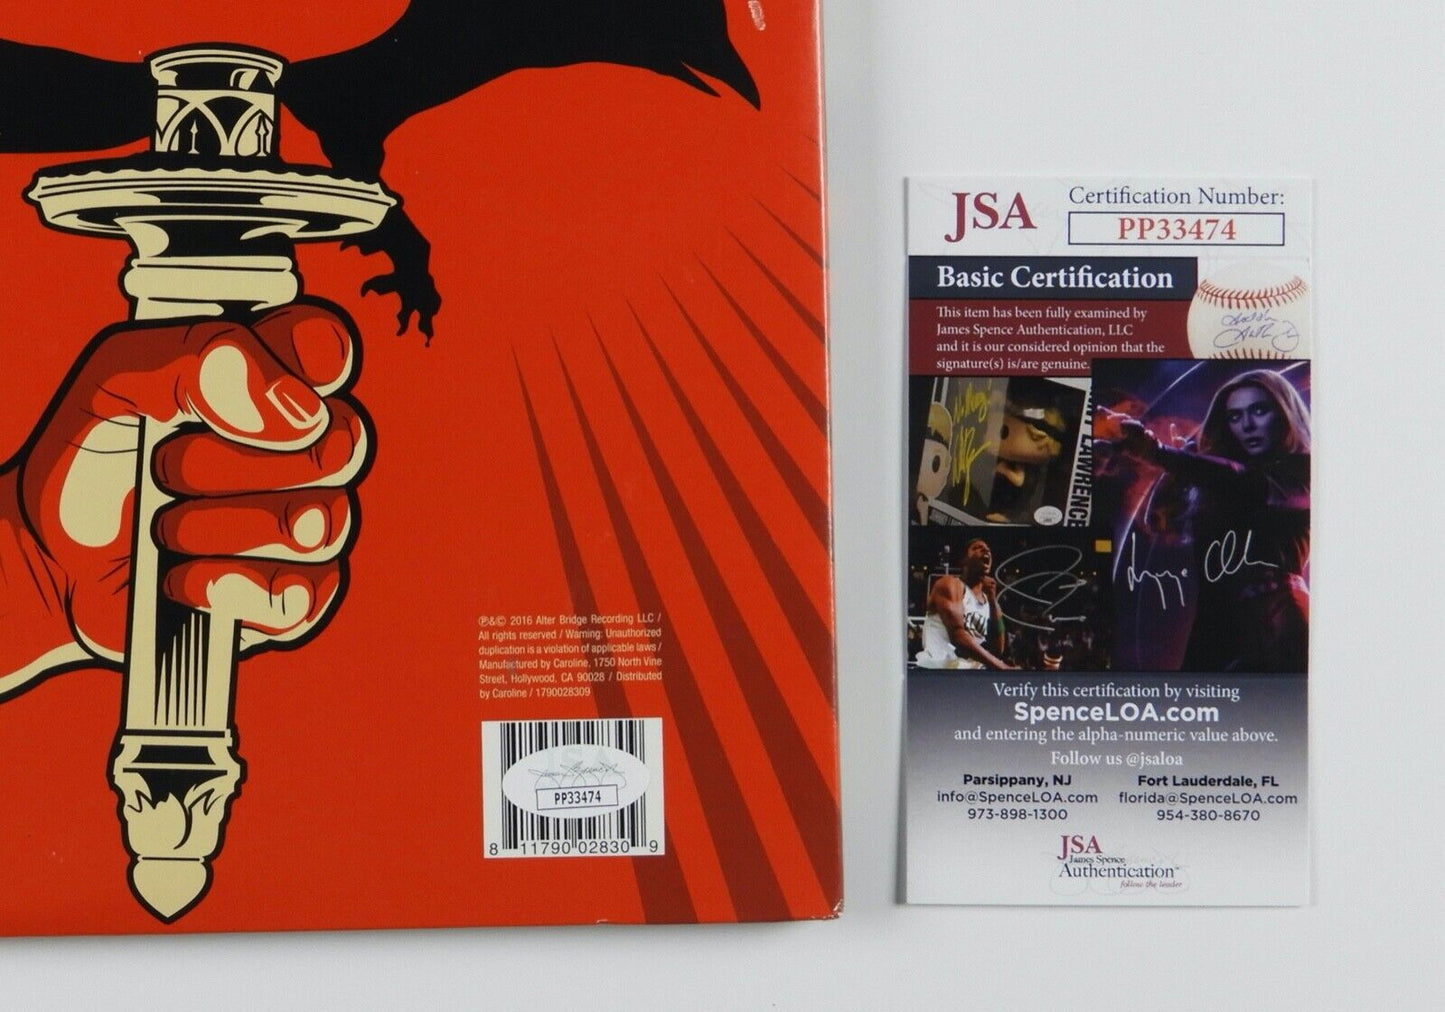 ℗&© 2016 Alter Bridge Recording LLC /
All rights reserved / Warning: Unauthorized
duplication is a violation of applicable laws /
Manufactured by Caroline, 1750 North Vine
Street, Hollywood, CA 90028 / Distributed
by Caroline / 1790028309
PP33474
8 11790 02830 9
JSA
Certification Number:
PP33474
Basic Certification
This item has been fully examined by
James Spence Authentication, LLC
and it is our considered opinion that the
signature(s) is/are genuine.
LAWRENCE
Verify this certification by visiting
SpenceLOA.com
and entering the alpha-numeric value above.
Follow us @jsaloa
Parsippany, NJ
info@SpenceLOA.com
973-898-1300
Fort Lauderdale, FL
florida@SpenceLOA.com
954-380-8670
JSA
James Spence
Authentication
follow the leader